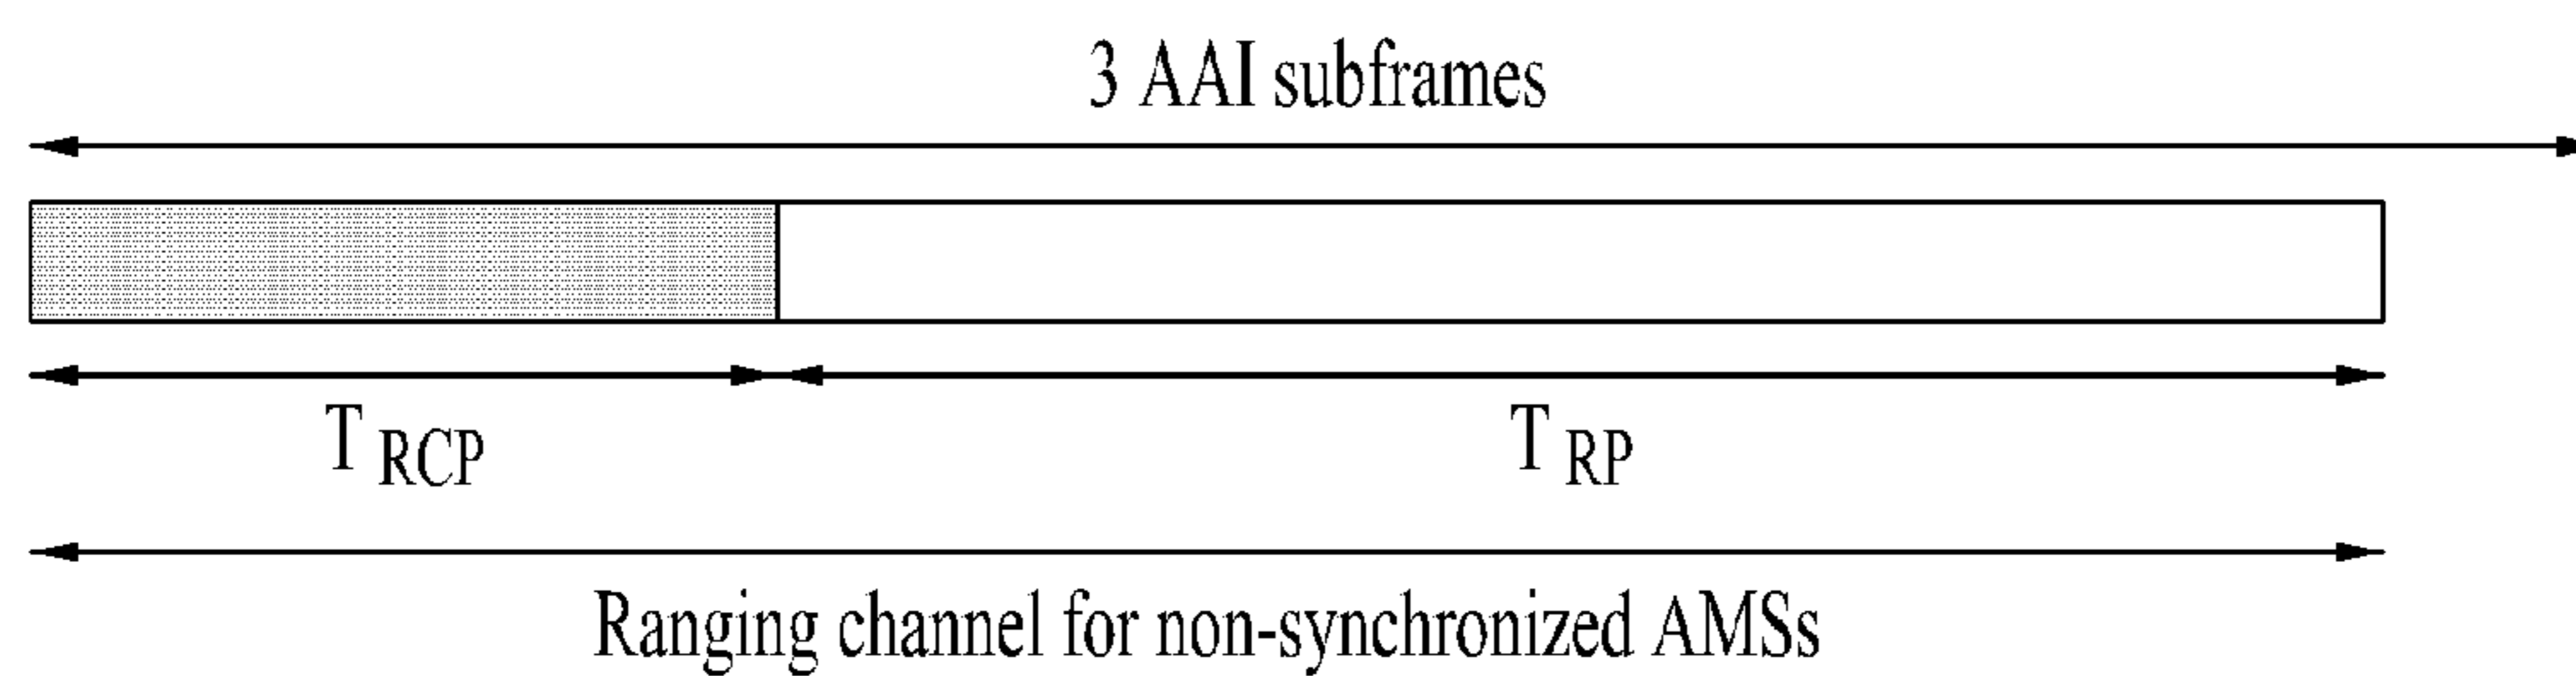 3 AAI subframes
T RCP
T RP
Ranging channel for non-synchronized AMSs